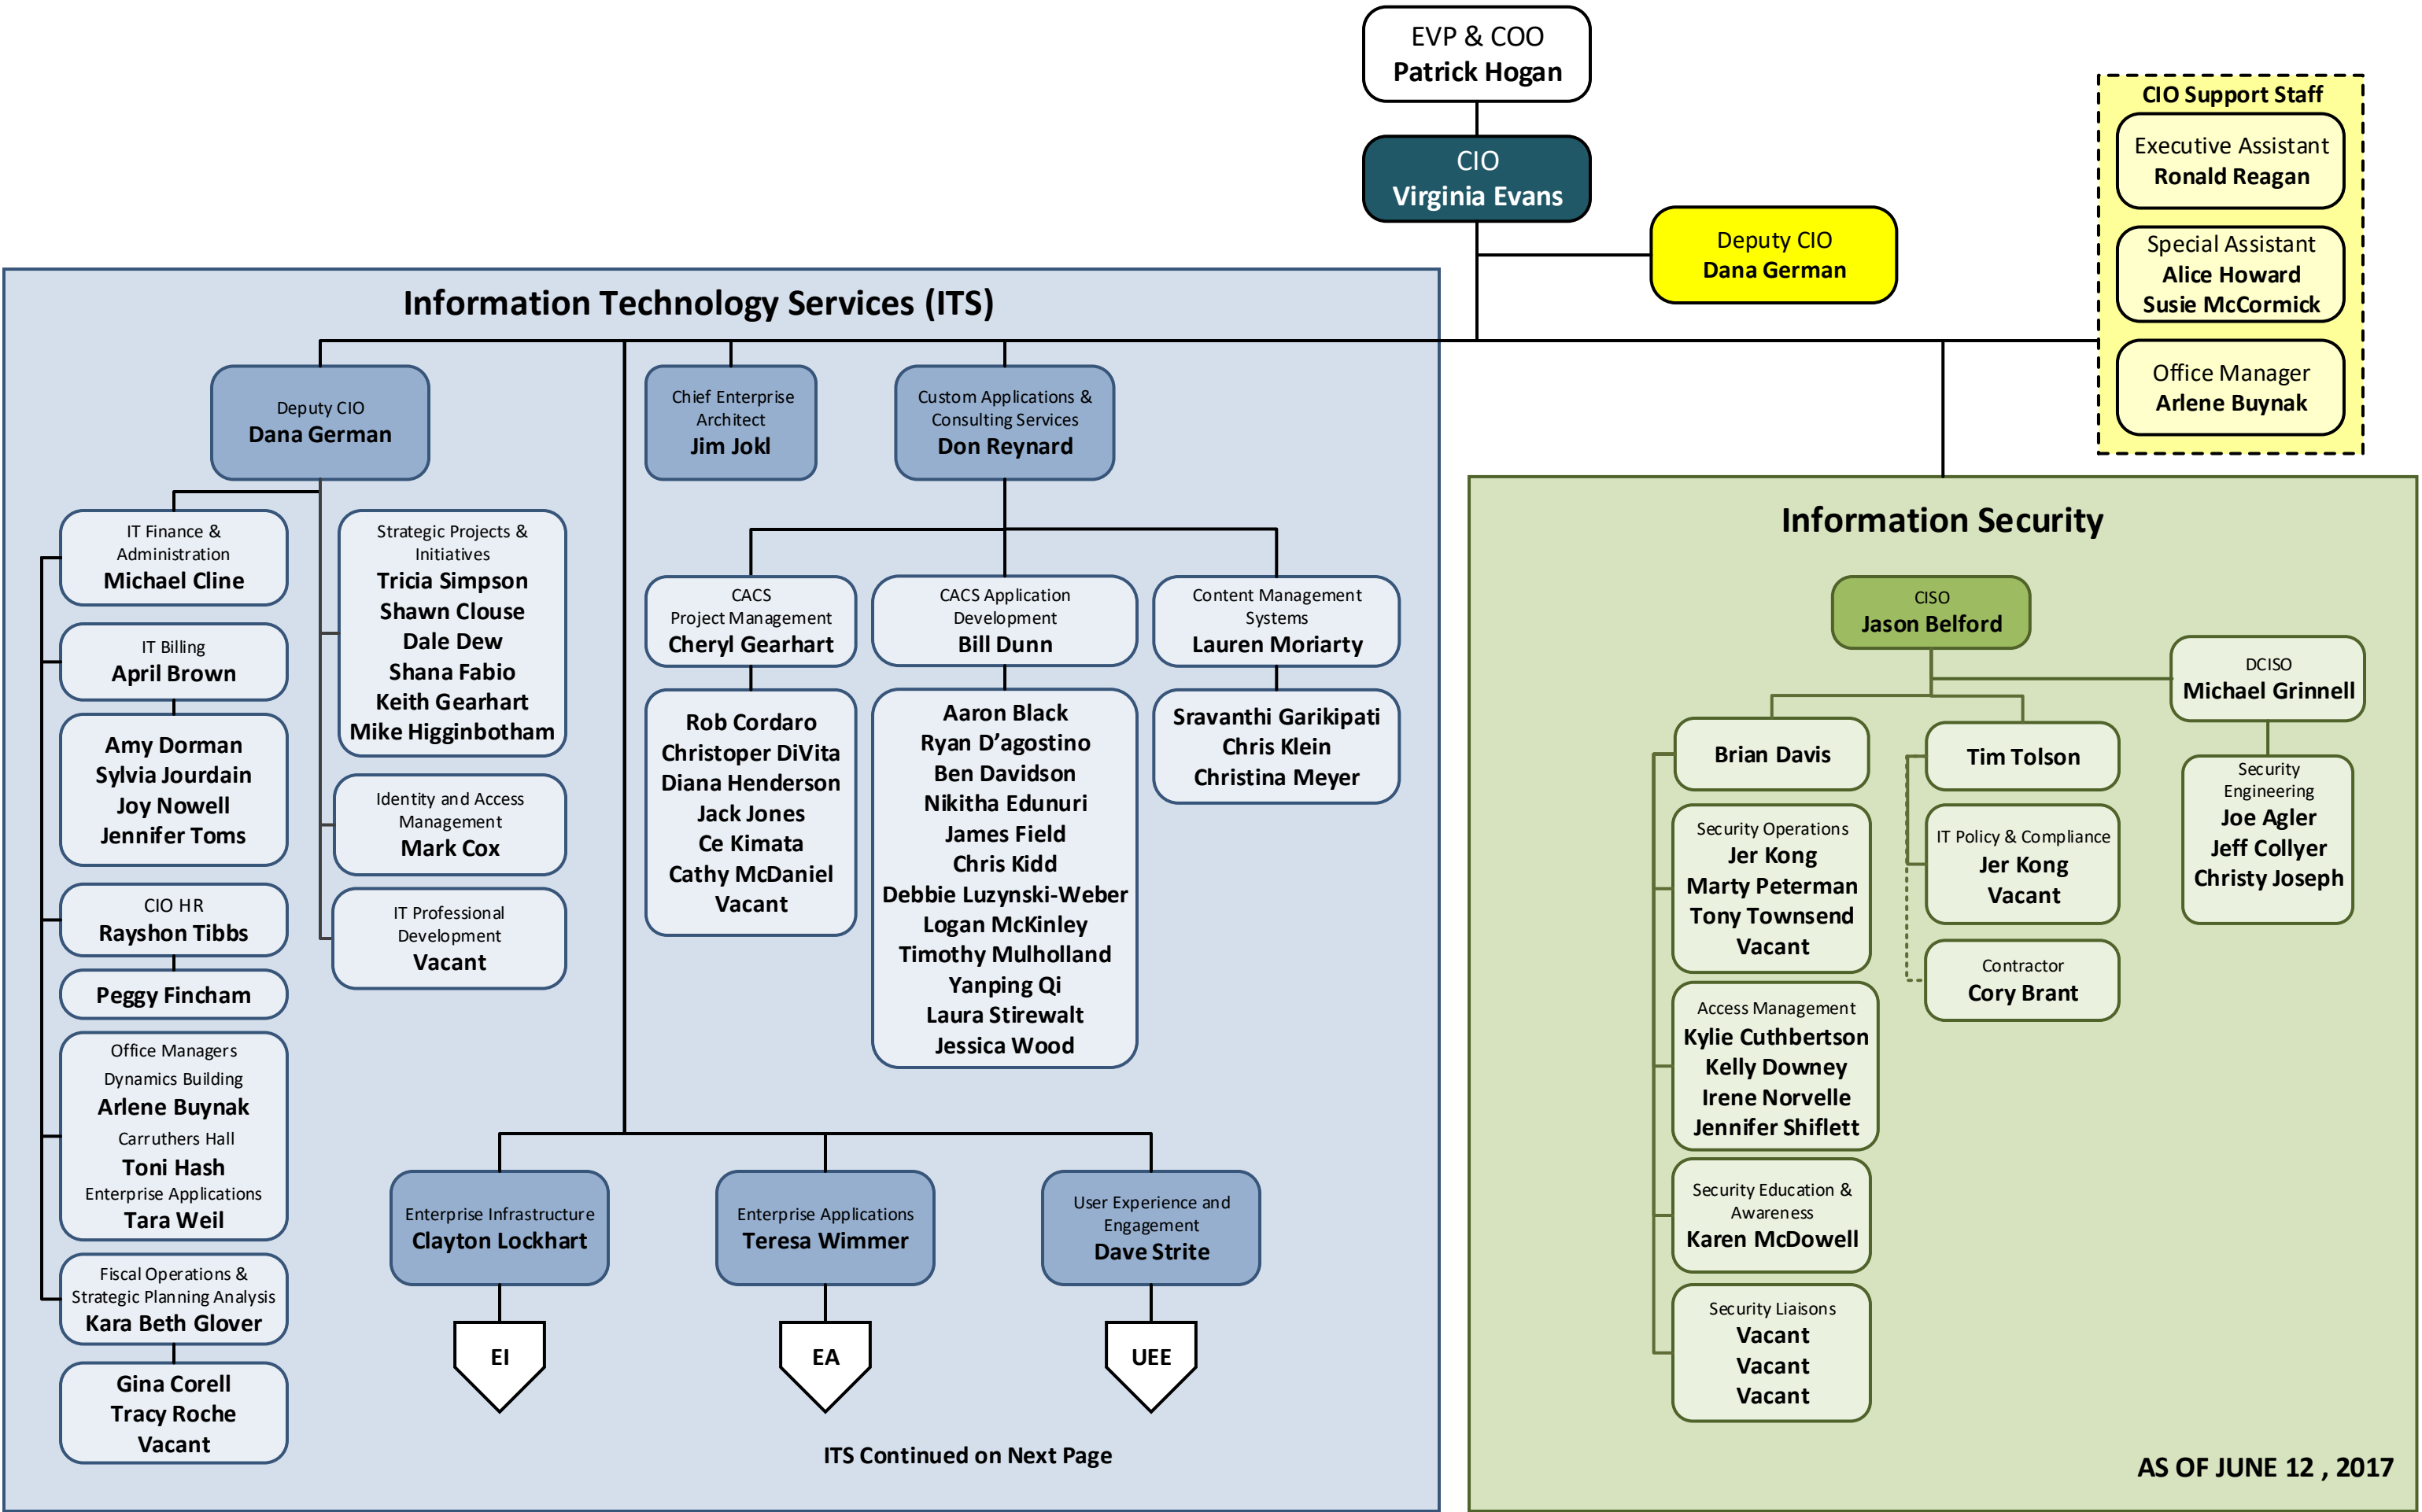 EVP & COO
Patrick Hogan
CIO
Virginia Evans
Deputy CIO
Dana German
CIO Support Staff
Executive Assistant
Ronald Reagan
Special Assistant
Alice Howard
Susie McCormick
Office Manager
Arlene Buynak
Information Technology Services (ITS)
Deputy CIO
Dana German
Chief Enterprise
Architect
Jim Jokl
Custom Applications &
Consulting Services
Don Reynard
IT Finance &
Administration
Michael Cline
IT Billing
April Brown
Amy Dorman
Sylvia Jourdain
Joy Nowell
Jennifer Toms
CIO HR
Rayshon Tibbs
Peggy Fincham
Office Managers
Dynamics Building
Arlene Buynak
Carruthers Hall
Toni Hash
Enterprise Applications
Tara Weil
Fiscal Operations &
Strategic Planning Analysis
Kara Beth Glover
Gina Corell
Tracy Roche
Vacant
Strategic Projects &
Initiatives
Tricia Simpson
Shawn Clouse
Dale Dew
Shana Fabio
Keith Gearhart
Mike Higginbotham
Identity and Access
Management
Mark Cox
IT Professional
Development
Vacant
CACS
Project Management
Cheryl Gearhart
Rob Cordaro
Christoper DiVita
Diana Henderson
Jack Jones
Ce Kimata
Cathy McDaniel
Vacant
CACS Application
Development
Bill Dunn
Aaron Black
Ryan D’agostino
Ben Davidson
Nikitha Edunuri
James Field
Chris Kidd
Debbie Luzynski-Weber
Logan McKinley
Timothy Mulholland
Yanping Qi
Laura Stirewalt
Jessica Wood
Content Management
Systems
Lauren Moriarty
Sravanthi Garikipati
Chris Klein
Christina Meyer
Enterprise Infrastructure
Clayton Lockhart
EI
Enterprise Applications
Teresa Wimmer
EA
User Experience and
Engagement
Dave Strite
UEE
ITS Continued on Next Page
Information Security
CISO
Jason Belford
DCISO
Michael Grinnell
Security
Engineering
Joe Agler
Jeff Collyer
Christy Joseph
Brian Davis
Security Operations
Jer Kong
Marty Peterman
Tony Townsend
Vacant
Access Management
Kylie Cuthbertson
Kelly Downey
Irene Norvelle
Jennifer Shiflett
Security Education &
Awareness
Karen McDowell
Security Liaisons
Vacant
Vacant
Vacant
Tim Tolson
IT Policy & Compliance
Jer Kong
Vacant
Contractor
Cory Brant
AS OF JUNE 12 , 2017